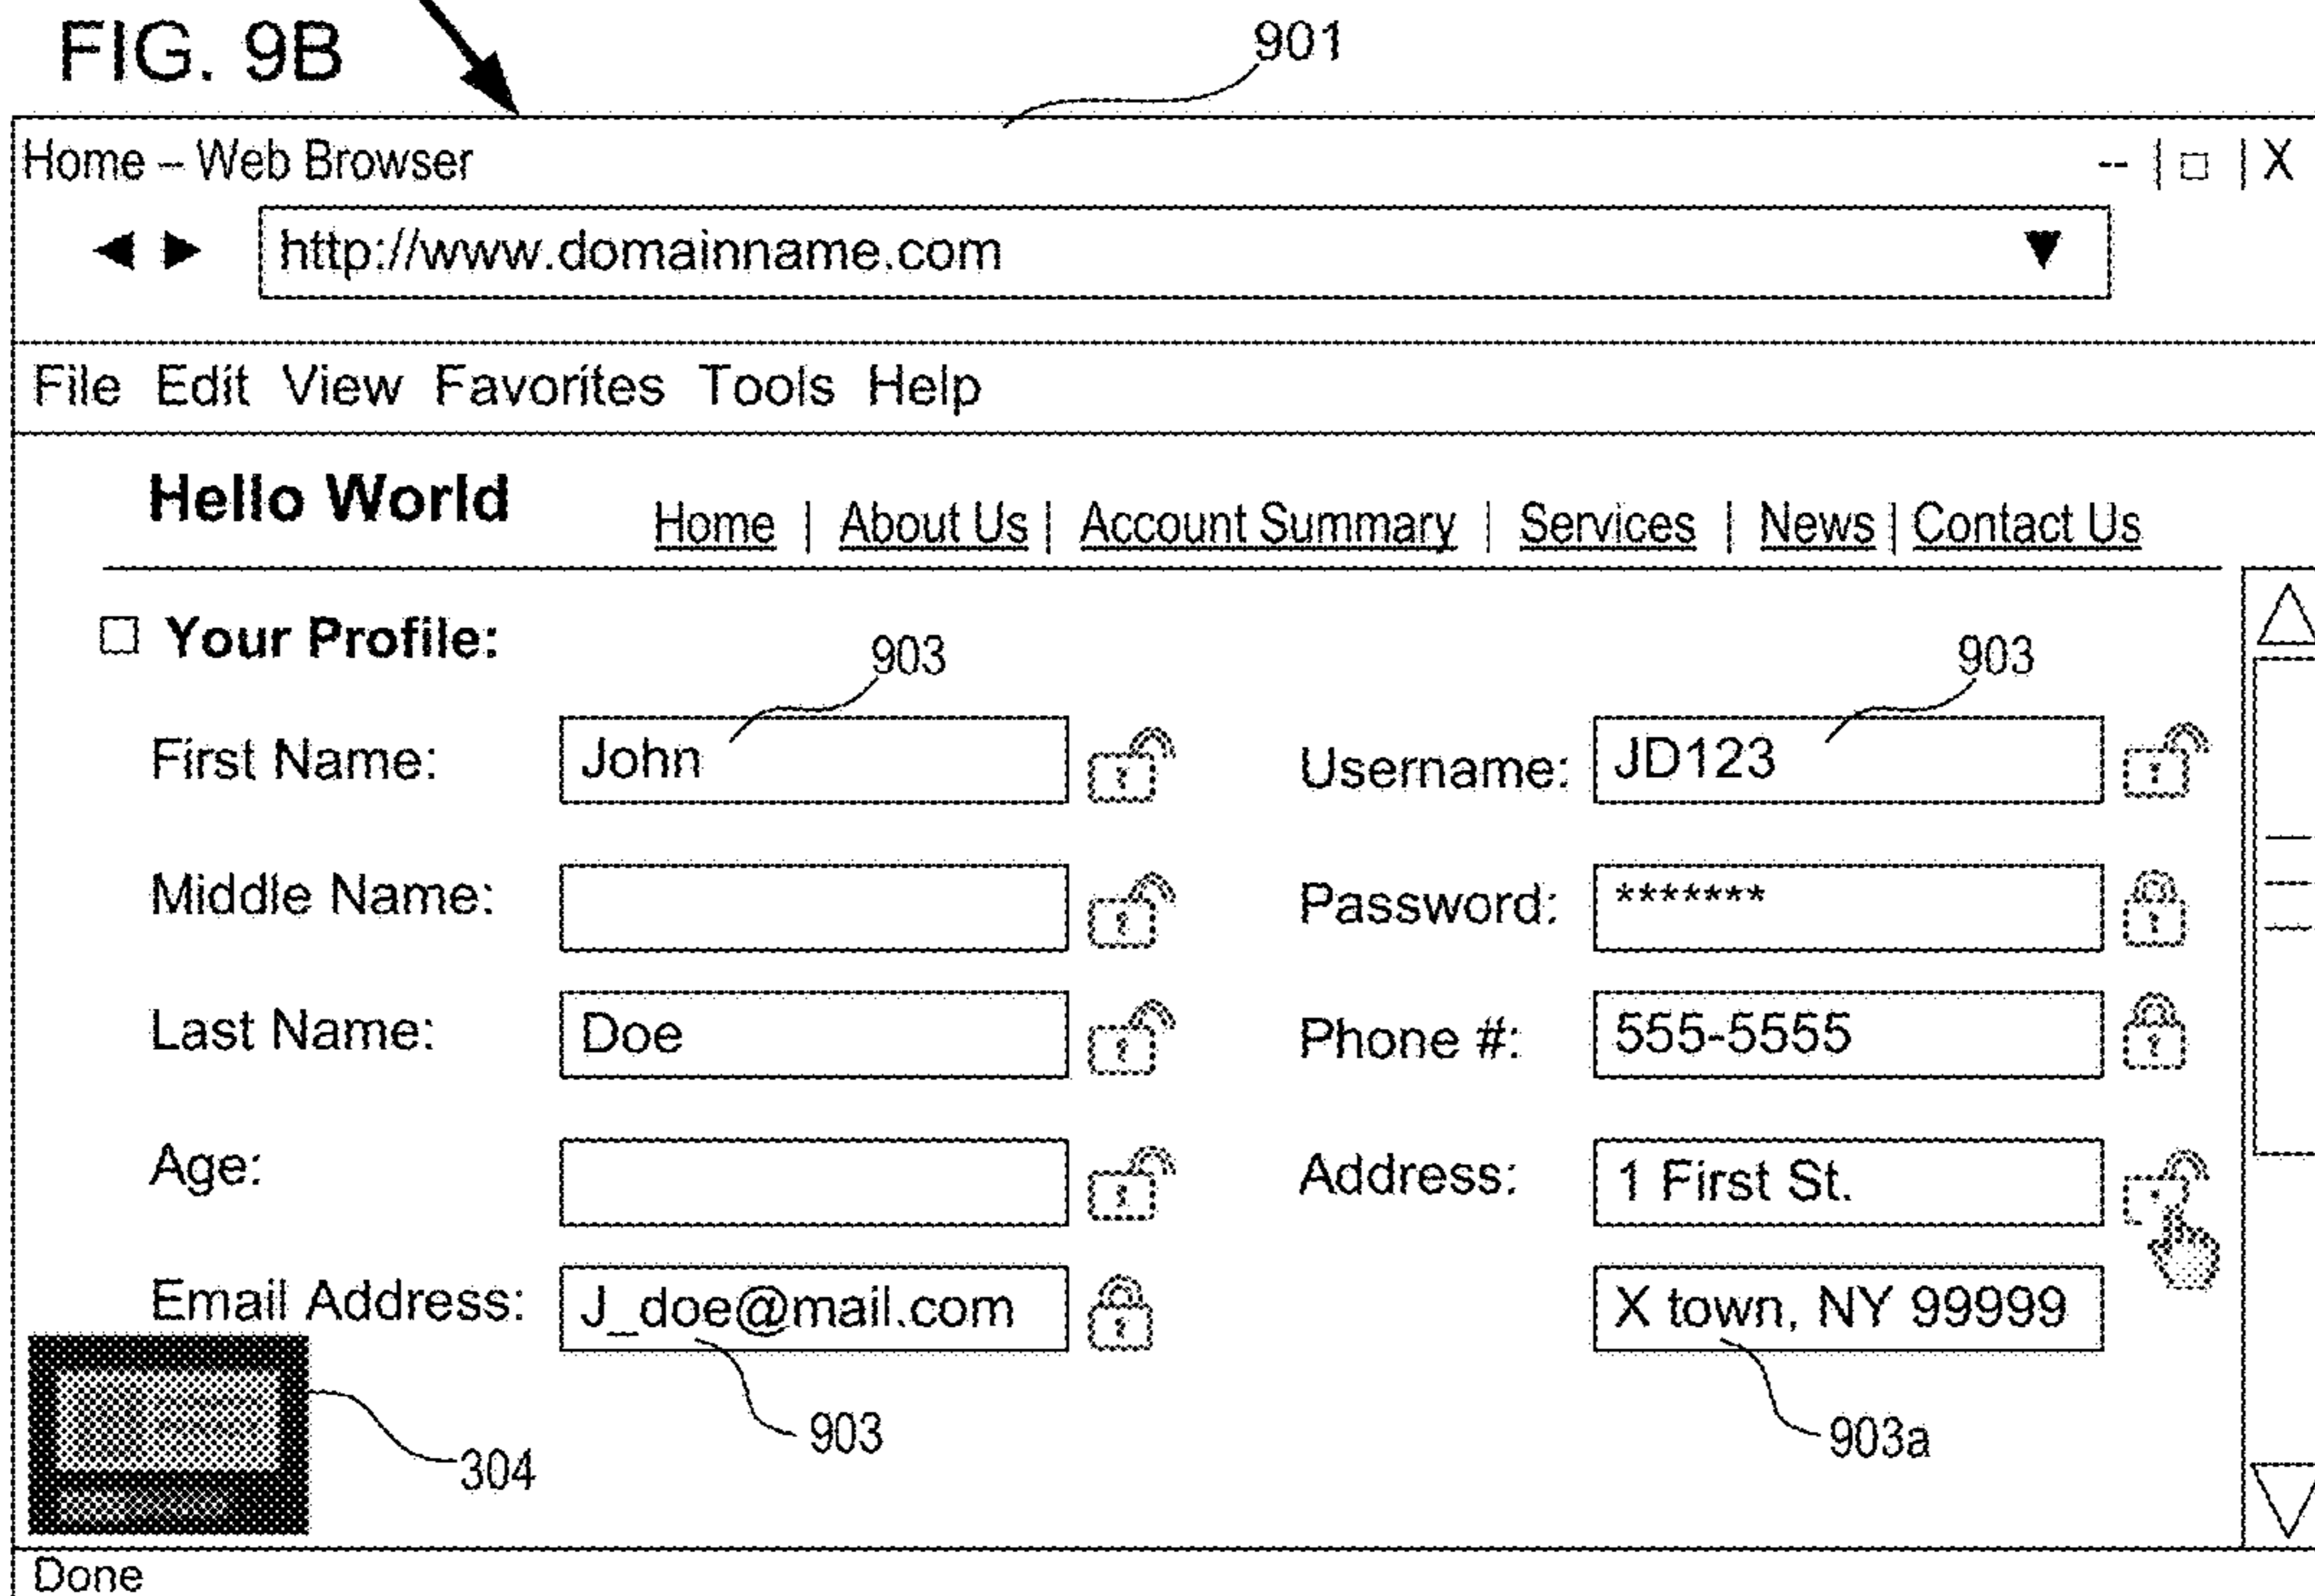 FIG. 9B
901
Home – Web Browser -- | □ | X
http://www.domainname.com
File Edit View Favorites Tools Help
Hello World Home | About Us | Account Summary | Services | News | Contact Us
Your Profile:
903 903
First Name: John Username: JD123
Middle Name: Password: *******
Last Name: Doe Phone #: 555-5555
Age: Address: 1 First St.
Email Address: J_doe@mail.com X town, NY 99999
903 903a
304
Done